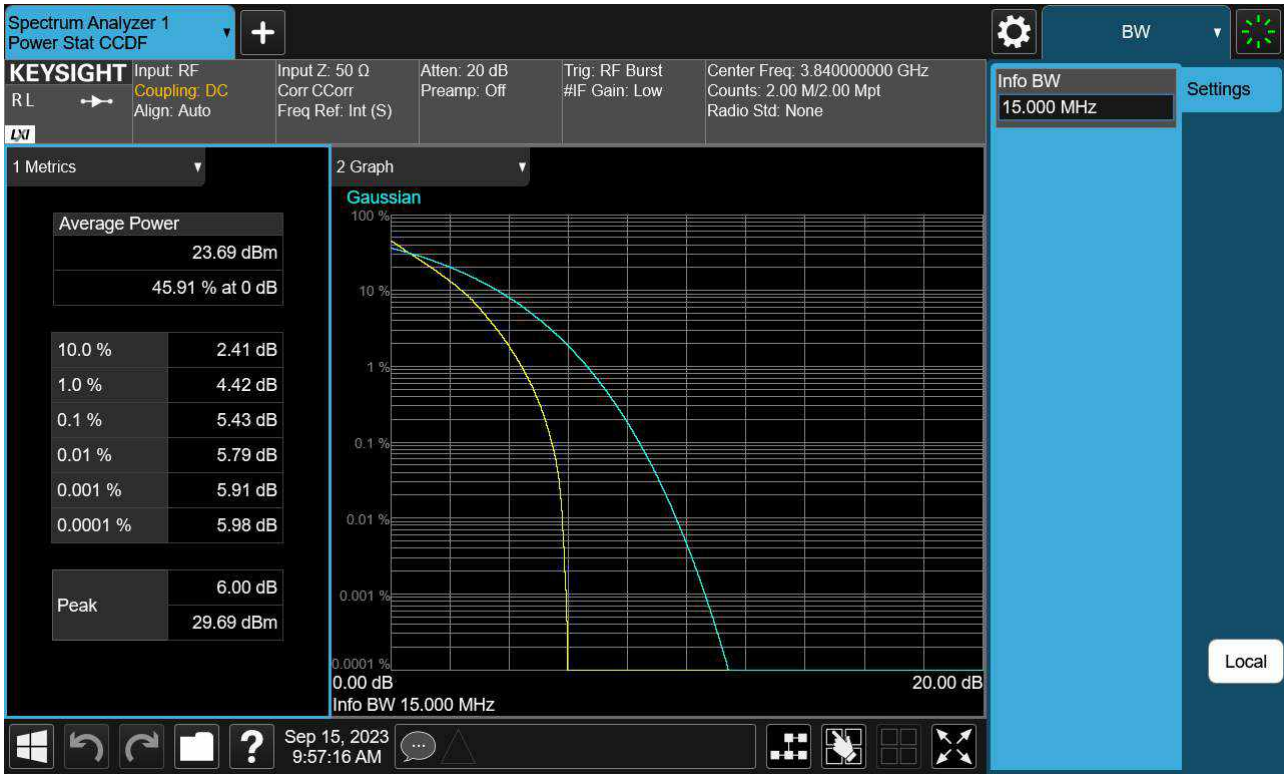 Spectrum Analyzer 1
Power Stat CCDF
+
BW
KEYSIGHT
RL
LXI
Input: RF
Coupling: DC
Align: Auto
Input Z: 50 Ω
Corr CCorr
Freq Ref: Int (S)
Atten: 20 dB
Preamp: Off
Trig: RF Burst
#IF Gain: Low
Center Freq: 3.840000000 GHz
Counts: 2.00 M/2.00 Mpt
Radio Std: None
Info BW
15.000 MHz
Settings
1 Metrics
Average Power
23.69 dBm
45.91 % at 0 dB
10.0 % 2.41 dB
1.0 % 4.42 dB
0.1 % 5.43 dB
0.01 % 5.79 dB
0.001 % 5.91 dB
0.0001 % 5.98 dB
Peak
6.00 dB
29.69 dBm
2 Graph
Gaussian
100 %
10 %
1 %
0.1 %
0.01 %
0.001 %
0.0001 %
0.00 dB 20.00 dB
Info BW 15.000 MHz
Local
?
Sep 15, 2023
9:57:16 AM